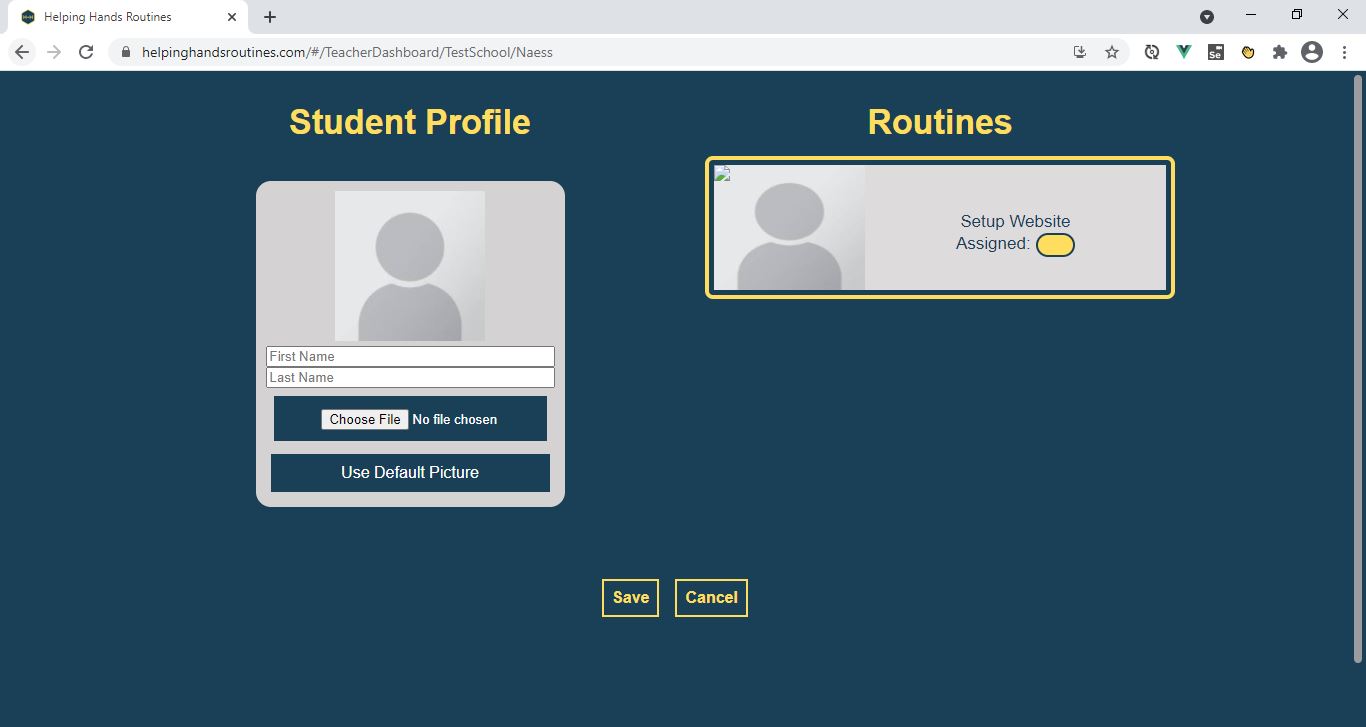 Helping Hands Routines
helpinghandsroutines.com/#/TeacherDashboard/TestSchool/Naess
Se
Student Profile
First Name
Last Name
Choose File No file chosen
Use Default Picture
Routines
Setup Website
Assigned:
Save Cancel